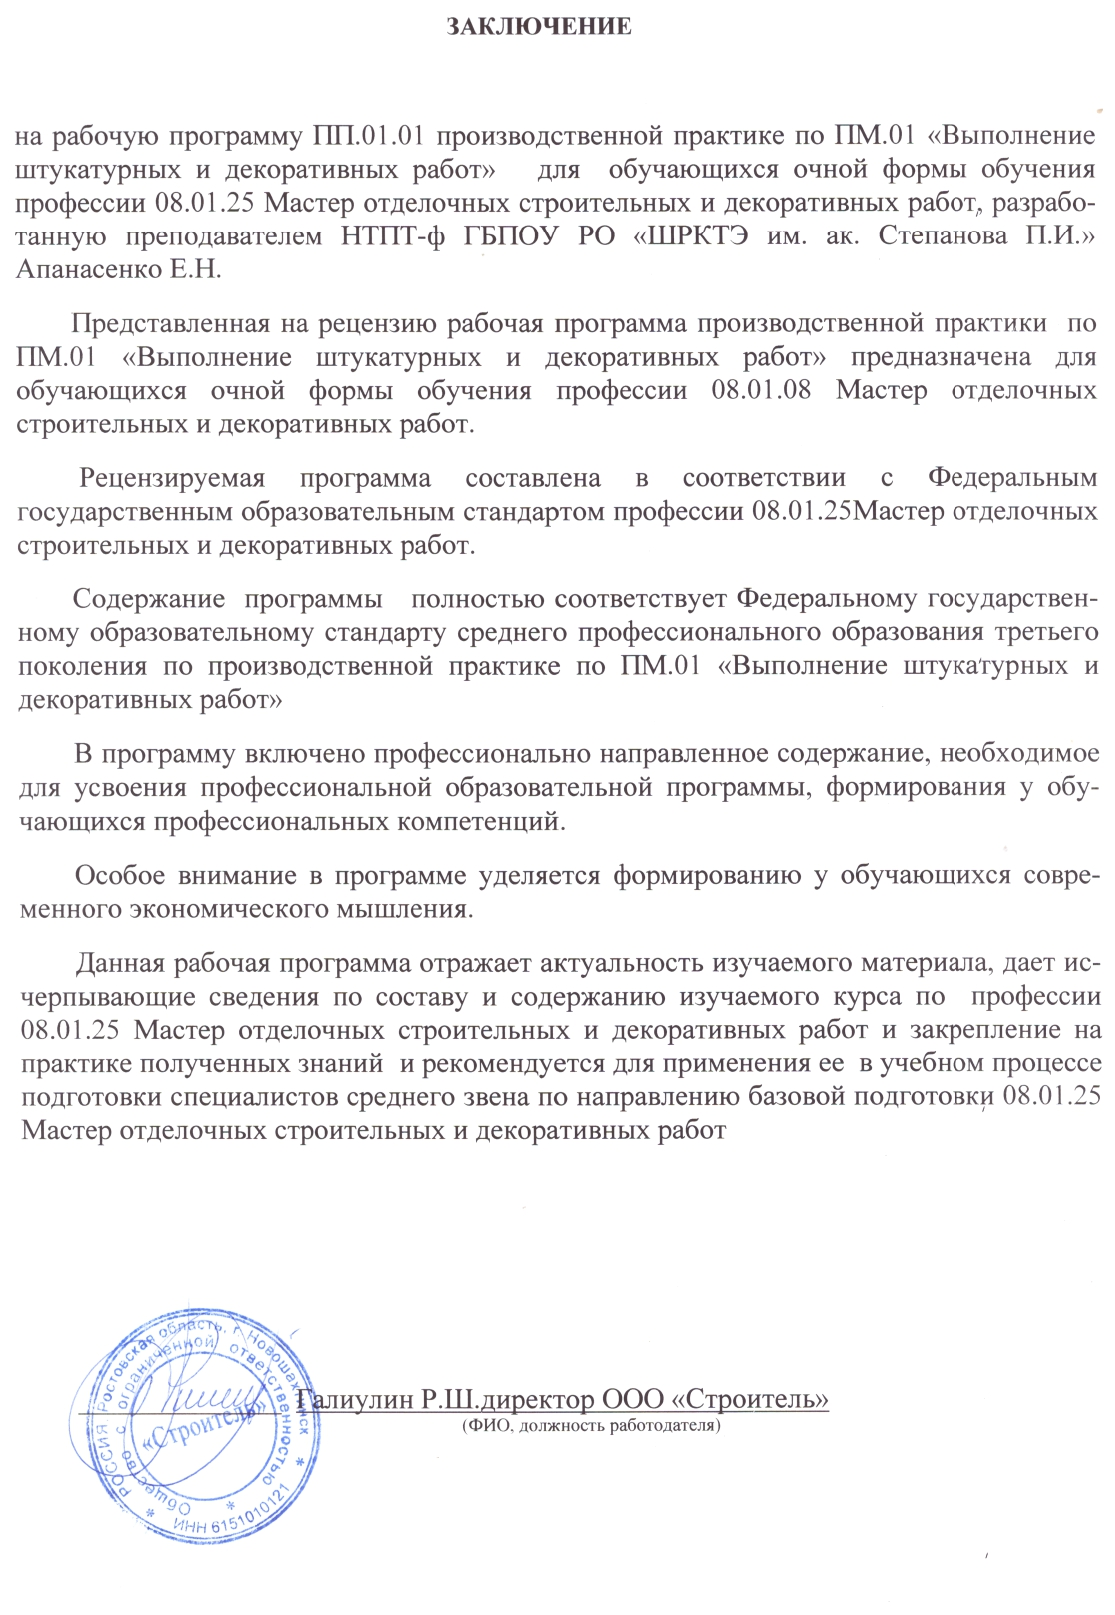 ЗАКЛЮЧЕНИЕ
на рабочую программу ПП.01.01 производственной практике по ПМ.01 «Выполнение
штукатурных и декоративных работ» для обучающихся очной формы обучения
профессии 08.01.25 Мастер отделочных строительных и декоративных работ, разрабо-
танную преподавателем НТПТ-ф ГБПОУ РО «ШРКТЭ им. ак. Степанова П.И.»
Апанасенко Е.Н.
Представленная на рецензию рабочая программа производственной практики по
ПМ.01 «Выполнение штукатурных и декоративных работ» предназначена для
обучающихся очной формы обучения профессии 08.01.08 Мастер отделочных
строительных и декоративных работ.
Рецензируемая программа составлена в соответствии с Федеральным
государственным образовательным стандартом профессии 08.01.25Мастер отделочных
строительных и декоративных работ.
Содержание программы полностью соответствует Федеральному государствен-
ному образовательному стандарту среднего профессионального образования третьего
поколения по производственной практике по ПМ.01 «Выполнение штукатурных и
декоративных работ»
В программу включено профессионально направленное содержание, необходимое
для усвоения профессиональной образовательной программы, формирования у обу-
чающихся профессиональных компетенций.
Особое внимание в программе уделяется формированию у обучающихся совре-
менного экономического мышления.
Данная рабочая программа отражает актуальность изучаемого материала, дает ис-
черпывающие сведения по составу и содержанию изучаемого курса по профессии
08.01.25 Мастер отделочных строительных и декоративных работ и закрепление на
практике полученных знаний и рекомендуется для применения ее в учебном процессе
подготовки специалистов среднего звена по направлению базовой подготовки 08.01.25
Мастер отделочных строительных и декоративных работ
Галиулин Р.Ш.директор ООО «Строитель»
(ФИО, должность работодателя)
РОССИЯ Ростовская область, г. Новошахтинск
Общество с ограниченной ответственностью
«Строитель»
* ИНН 6151010121 *